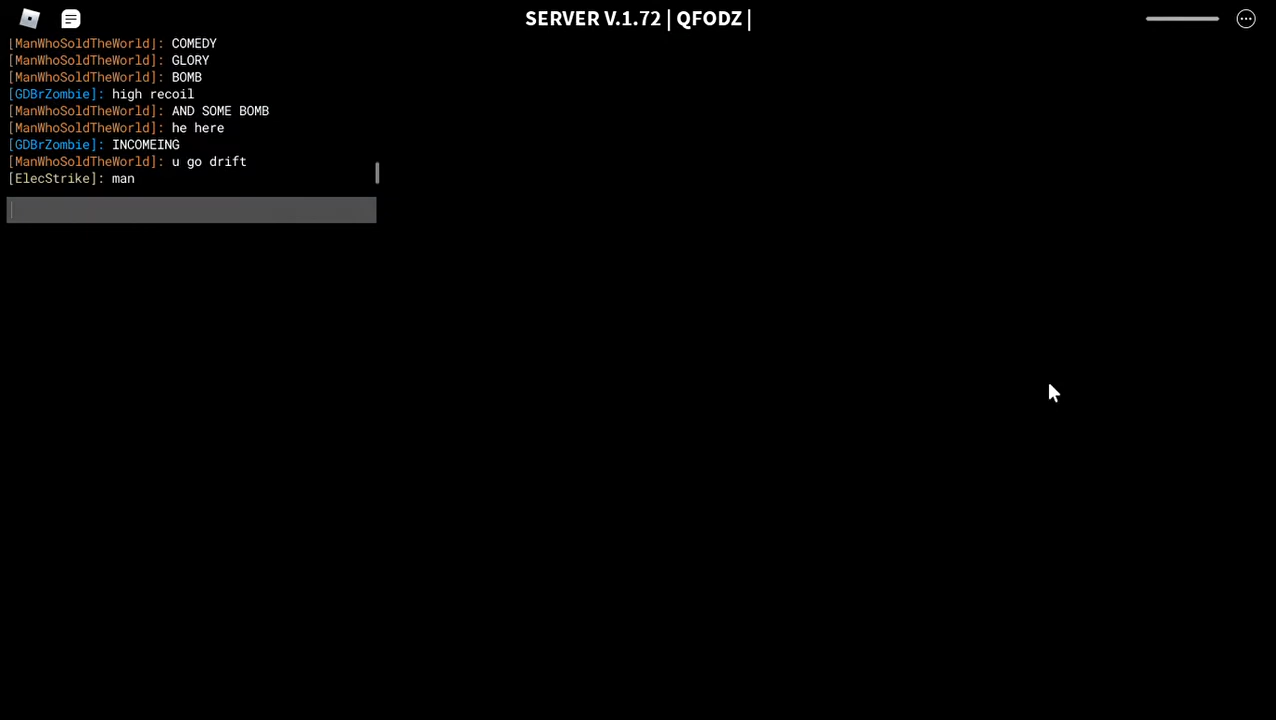 SERVER V.1.72 | QFODZ |
[ManWhoSoldTheWorld]: COMEDY
[ManWhoSoldTheWorld]: GLORY
[ManWhoSoldTheWorld]: BOMB
[GDBrZombie]: high recoil
[ManWhoSoldTheWorld]: AND SOME BOMB
[ManWhoSoldTheWorld]: he here
[GDBrZombie]: INCOMEING
[ManWhoSoldTheWorld]: u go drift
[ElecStrike]: man